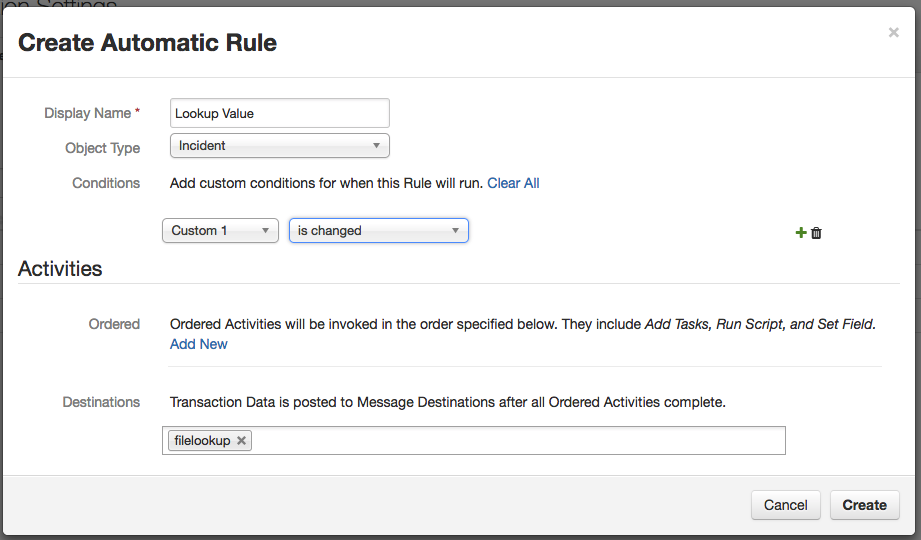 ion Settings
Create Automatic Rule
×
Display Name *
Lookup Value
Object Type
Incident
Conditions
Add custom conditions for when this Rule will run. Clear All
Custom 1
is changed
Activities
Ordered
Ordered Activities will be invoked in the order specified below. They include Add Tasks, Run Script, and Set Field.
Add New
Destinations
Transaction Data is posted to Message Destinations after all Ordered Activities complete.
filelookup ×
Cancel
Create